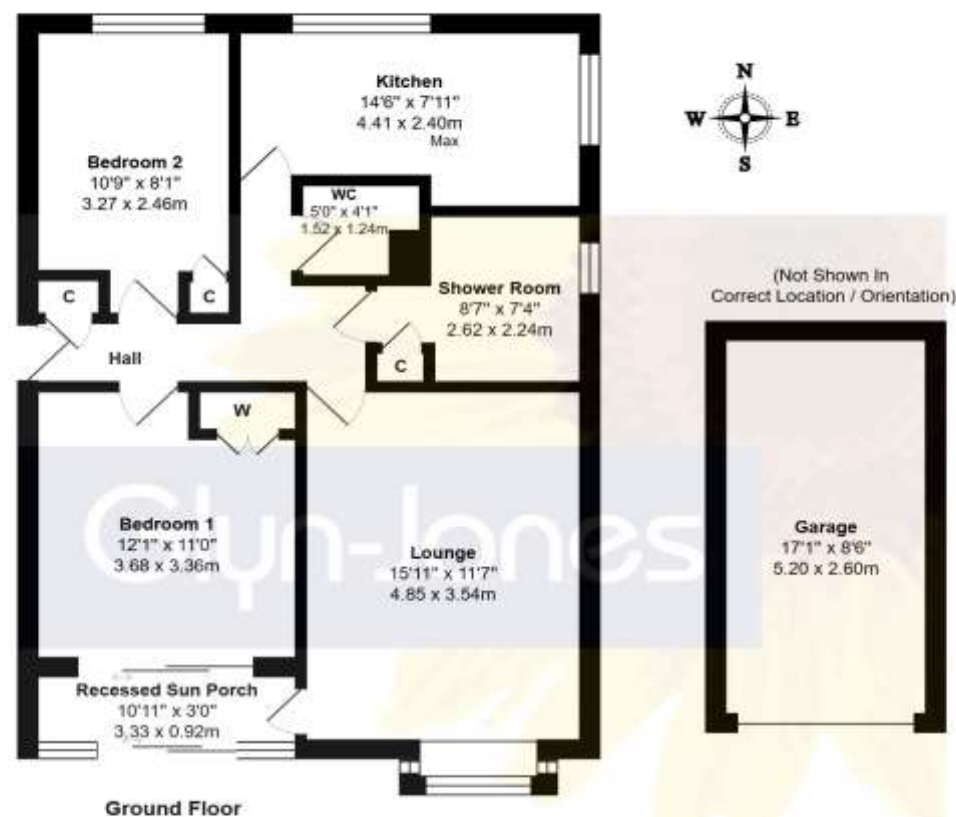 Kitchen
14'6" x 7'11"
4.41 x 2.40m
Max
N
W
E
S
Bedroom 2
10'9" x 8'1"
3.27 x 2.46m
WC
5'0" x 4'1"
1.52 x 1.24m
(Not Shown In
Correct Location / Orientation)
Shower Room
8'7" x 7'4"
2.62 x 2.24m
C
C
Hall
C
W
Glyn-Jones
Bedroom 1
12'1" x 11'0"
3.68 x 3.36m
Lounge
15'11" x 11'7"
4.85 x 3.54m
Garage
17'1" x 8'6"
5.20 x 2.60m
Recessed Sun Porch
10'11" x 3'0"
3.33 x 0.92m
Ground Floor